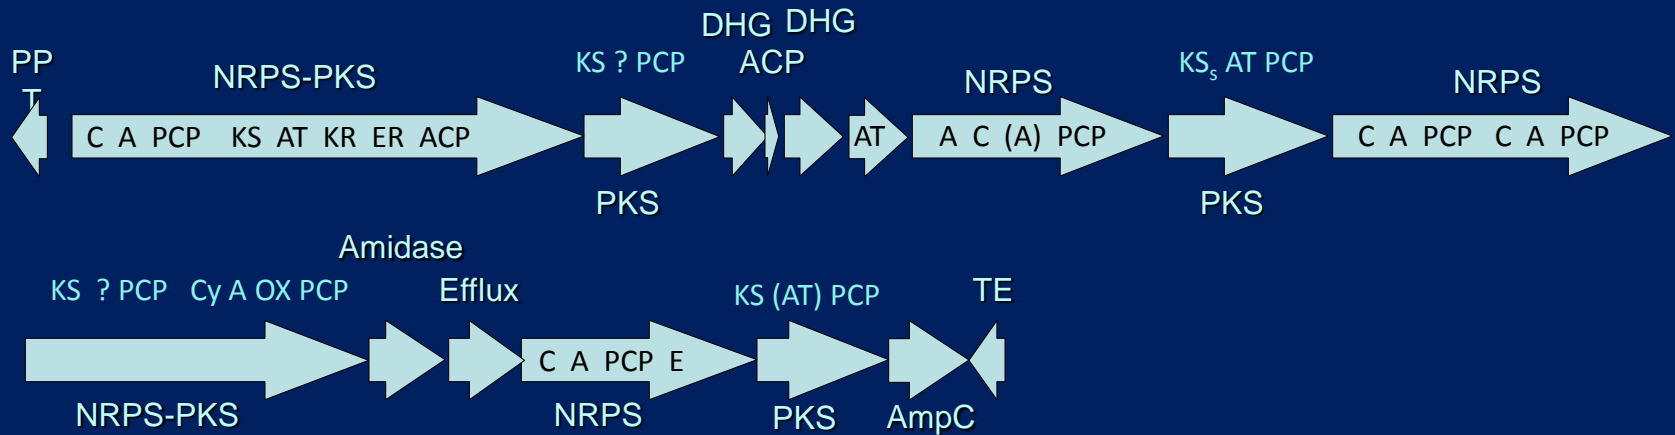 DHG DHG
PP
T
NRPS-PKS
KS ? PCP
ACP
NRPS
KSs AT PCP
NRPS
C A PCP KS AT KR ER ACP
AT
A C (A) PCP
C A PCP C A PCP
PKS
PKS
Amidase
KS ? PCP Cy A OX PCP
Efflux
KS (AT) PCP
TE
C A PCP E
NRPS-PKS
NRPS
PKS
AmpC